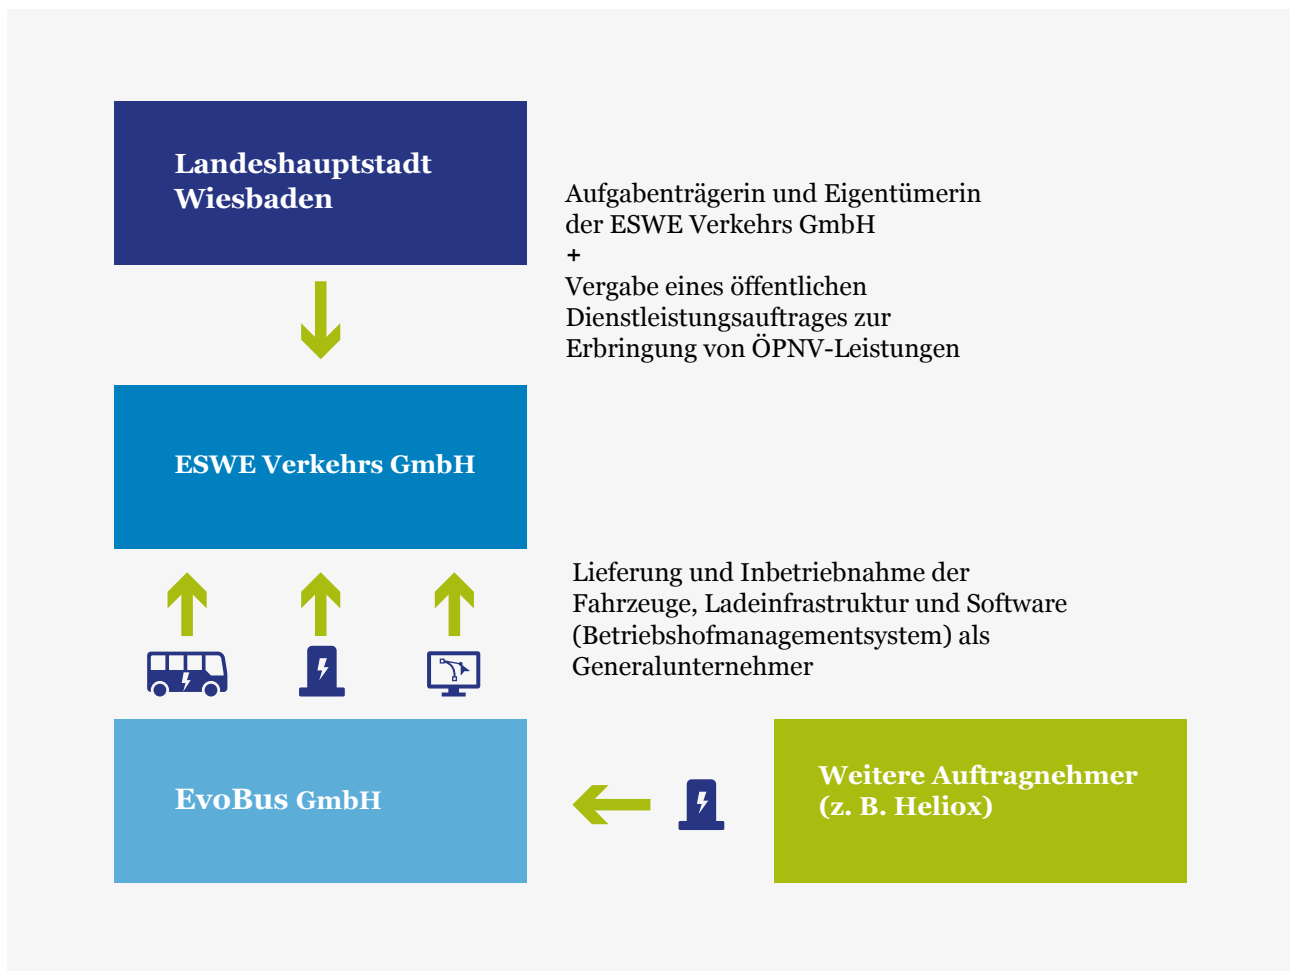 Landeshauptstadt
Wiesbaden
Aufgabenträgerin und Eigentümerin
der ESWE Verkehrs GmbH
+
Vergabe eines öffentlichen
Dienstleistungsauftrages zur
Erbringung von ÖPNV-Leistungen
ESWE Verkehrs GmbH
Lieferung und Inbetriebnahme der
Fahrzeuge, Ladeinfrastruktur und Software
(Betriebshofmanagementsystem) als
Generalunternehmer
EvoBus GmbH
Weitere Auftragnehmer
(z. B. Heliox)